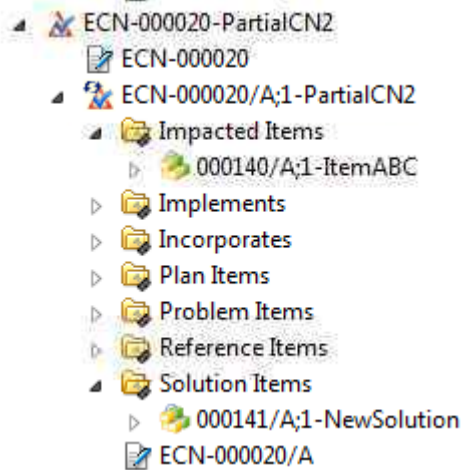 ECN-000020-PartialCN2
ECN-000020
ECN-000020/A;1-PartialCN2
Impacted Items
000140/A;1-ItemABC
Implements
Incorporates
Plan Items
Problem Items
Reference Items
Solution Items
000141/A;1-NewSolution
ECN-000020/A